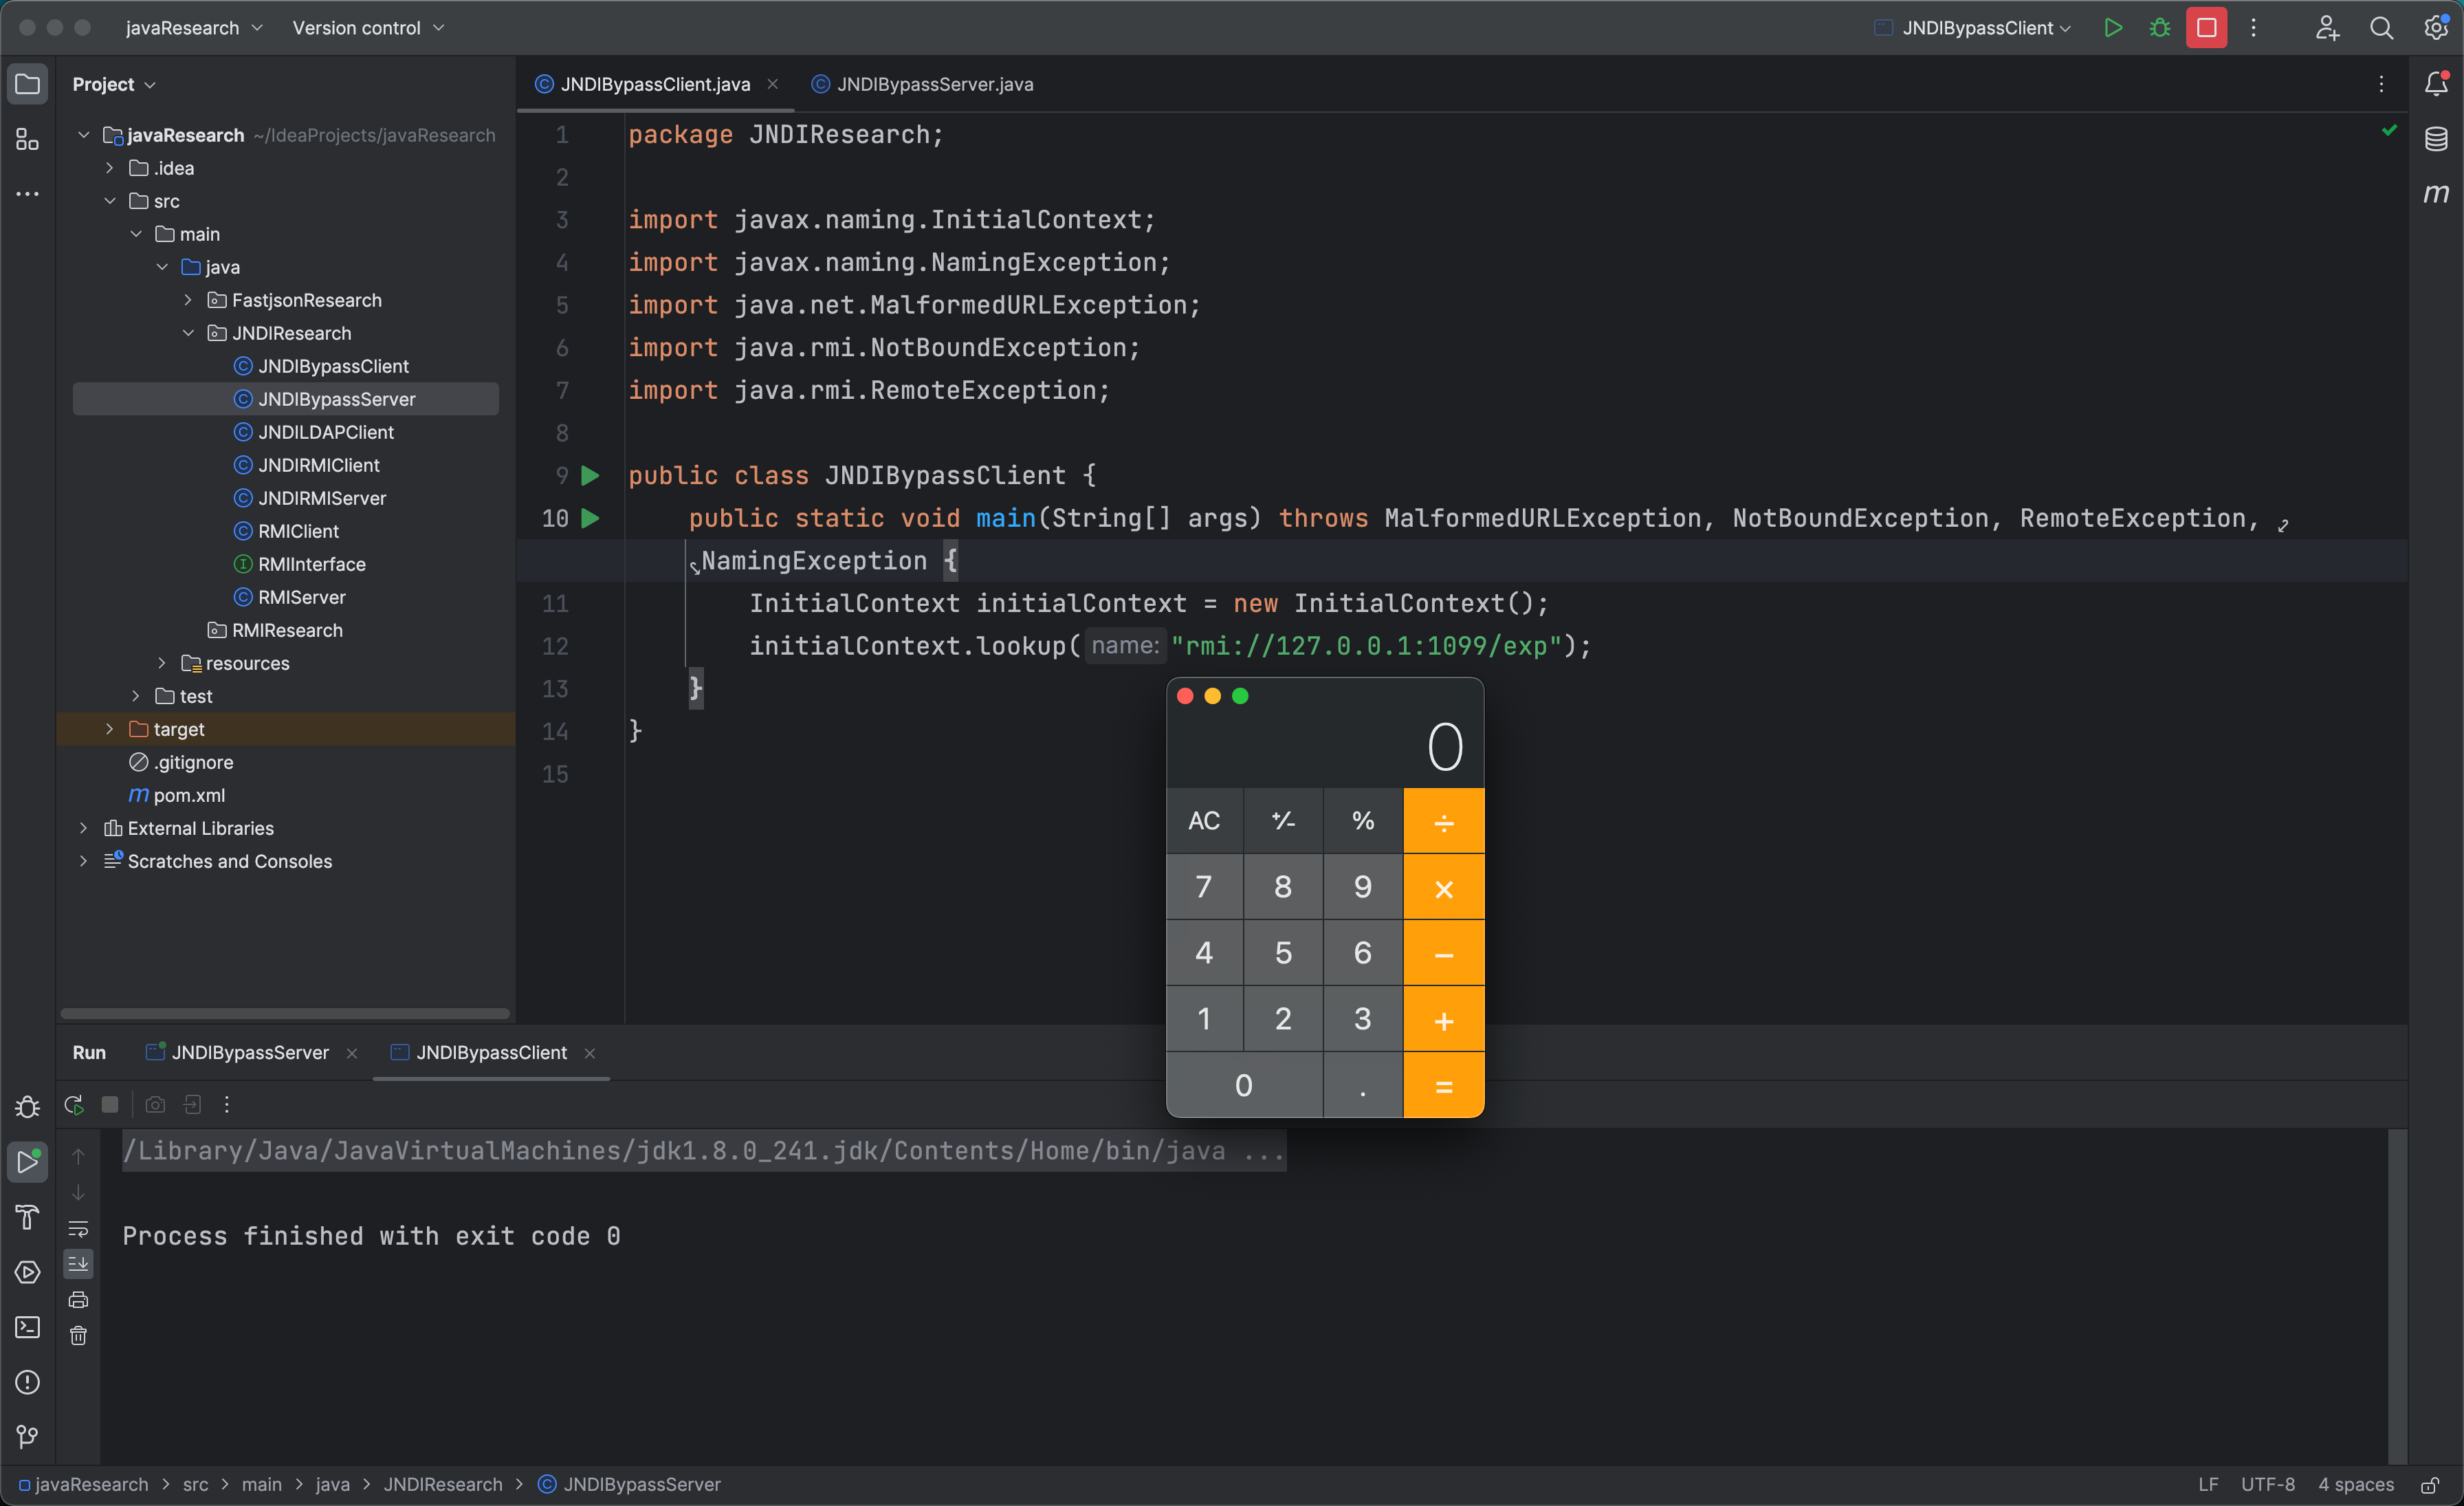 javaResearch Version control JNDIBypassClient
Project
JNDIBypassClient.java JNDIBypassServer.java
javaResearch ~/IdeaProjects/javaResearch
.idea
src
main
java
FastjsonResearch
JNDIResearch
JNDIBypassClient
JNDIBypassServer
JNDILDAPClient
JNDIRMIClient
JNDIRMIServer
RMIClient
RMIInterface
RMIServer
RMIResearch
resources
test
target
.gitignore
m pom.xml
External Libraries
Scratches and Consoles
1 package JNDIResearch;
2
3 import javax.naming.InitialContext;
4 import javax.naming.NamingException;
5 import java.net.MalformedURLException;
6 import java.rmi.NotBoundException;
7 import java.rmi.RemoteException;
8
9 public class JNDIBypassClient {
10 public static void main(String[] args) throws MalformedURLException, NotBoundException, RemoteException,
NamingException {
11 InitialContext initialContext = new InitialContext();
12 initialContext.lookup( name: "rmi://127.0.0.1:1099/exp");
13 }
14 }
15
m
0
AC +/- % ÷
7 8 9 ×
4 5 6 −
1 2 3 +
0 . =
Run JNDIBypassServer JNDIBypassClient
/Library/Java/JavaVirtualMachines/jdk1.8.0_241.jdk/Contents/Home/bin/java ...
Process finished with exit code 0
javaResearch > src > main > java > JNDIResearch > JNDIBypassServer
LF UTF-8 4 spaces